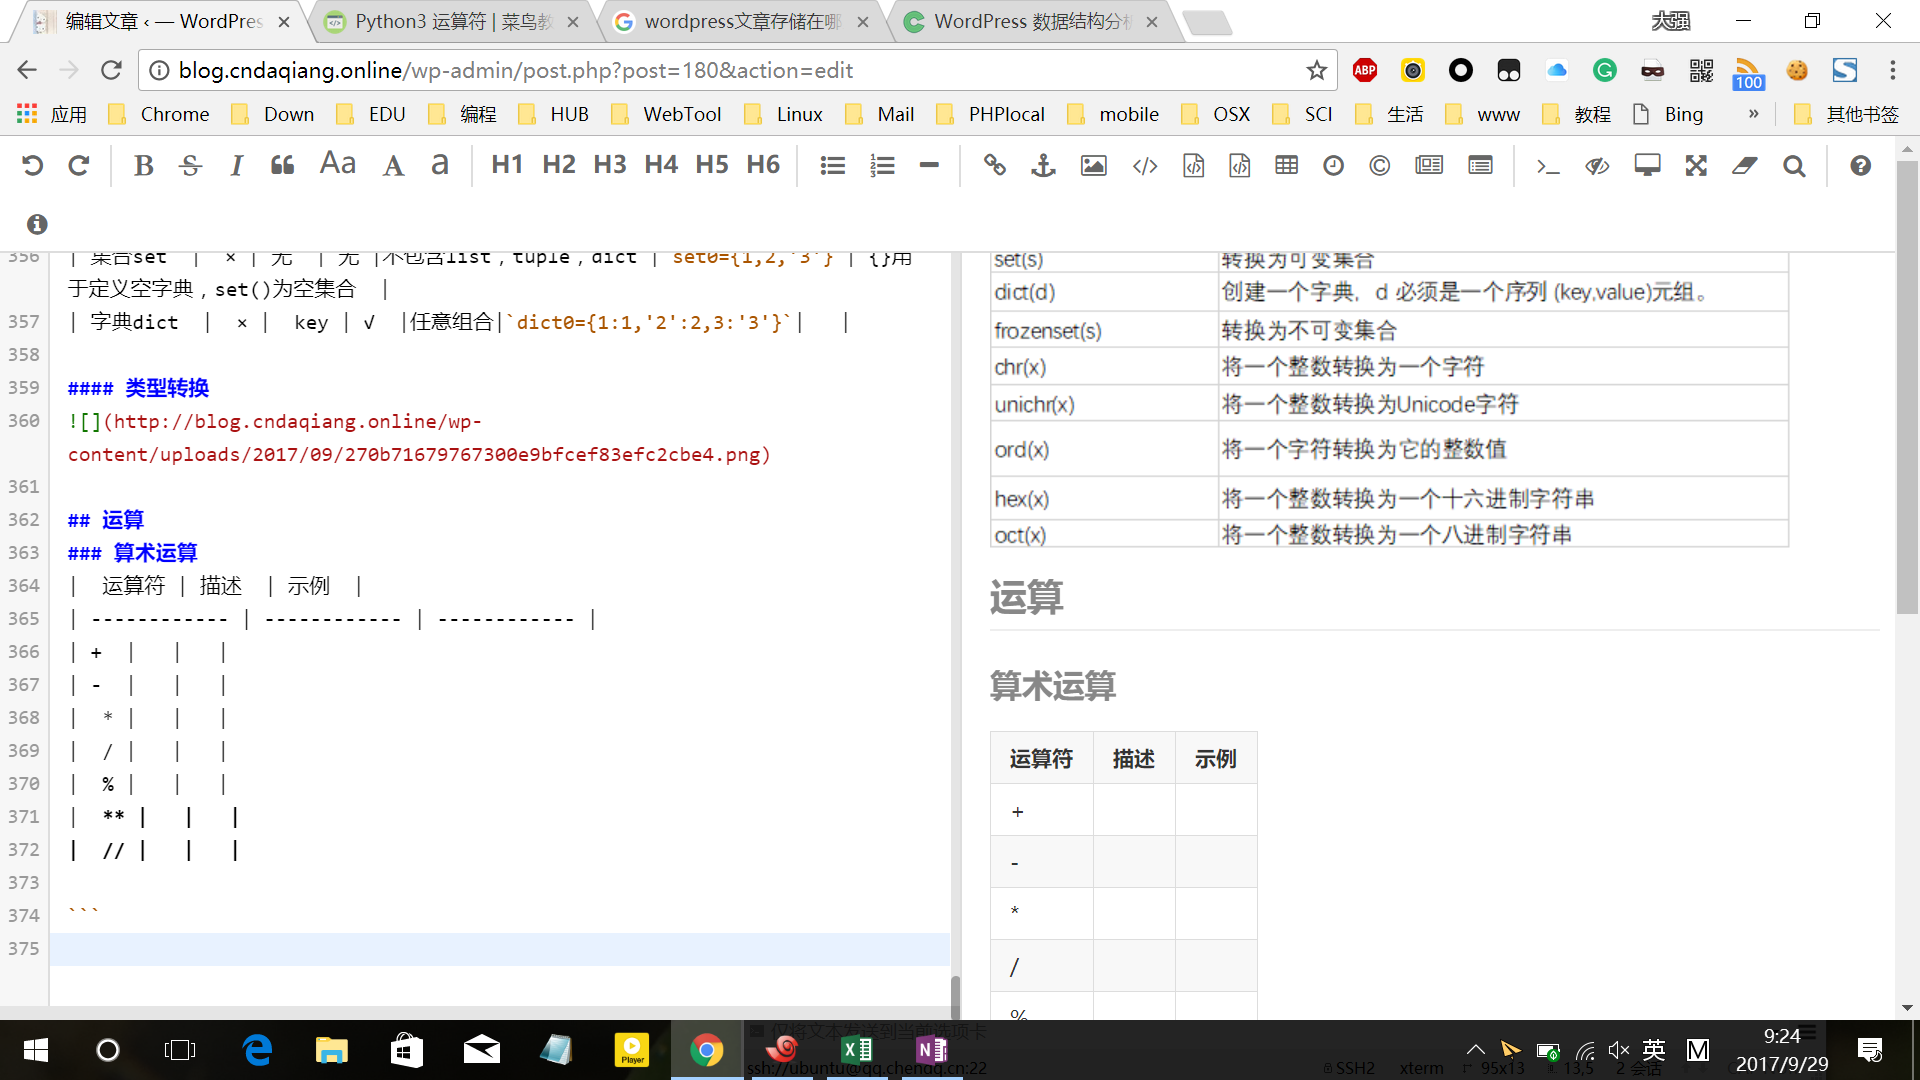 编辑文章 ‹ — WordPres
Python3 运算符 | 菜鸟教
wordpress文章存储在哪
WordPress 数据结构分析
大强
blog.cndaqiang.online/wp-admin/post.php?post=180&action=edit
ABP
100
应用 Chrome Down EDU 编程 HUB WebTool Linux Mail PHPlocal mobile OSX SCI 生活 www 教程 Bing » 其他书签
B S I Aa A a H1 H2 H3 H4 H5 H6
356 | 集合set | × | 无 | 无 |不包含list，tuple，dict | `set0={1,2,'3'}` | {}用
于定义空字典，set()为空集合 |
357 | 字典dict | × | key | √ |任意组合|`dict0={1:1,'2':2,3:'3'}`| |
358
359 #### 类型转换
360 ![](http://blog.cndaqiang.online/wp-
content/uploads/2017/09/270b71679767300e9bfcef83efc2cbe4.png)
361
362 ## 运算
363 ### 算术运算
364 | 运算符 | 描述 | 示例 |
365 | ------------ | ------------ | ------------ |
366 | + | | |
367 | - | | |
368 | * | | |
369 | / | | |
370 | % | | |
371 | ** | | |
372 | // | | |
373
374 ```
375
set(s) 转换为可变集合
dict(d) 创建一个字典，d 必须是一个序列 (key,value)元组。
frozenset(s) 转换为不可变集合
chr(x) 将一个整数转换为一个字符
unichr(x) 将一个整数转换为Unicode字符
ord(x) 将一个字符转换为它的整数值
hex(x) 将一个整数转换为一个十六进制字符串
oct(x) 将一个整数转换为一个八进制字符串
运算
算术运算
运算符 描述 示例
+
-
*
/
%
仅将文本发送到当前选项卡
Player
ssh://ubuntu@qq.chendq.cn:22
SSH2 xterm 95x13 13,5 2 会话
英 M
9:24
2017/9/29